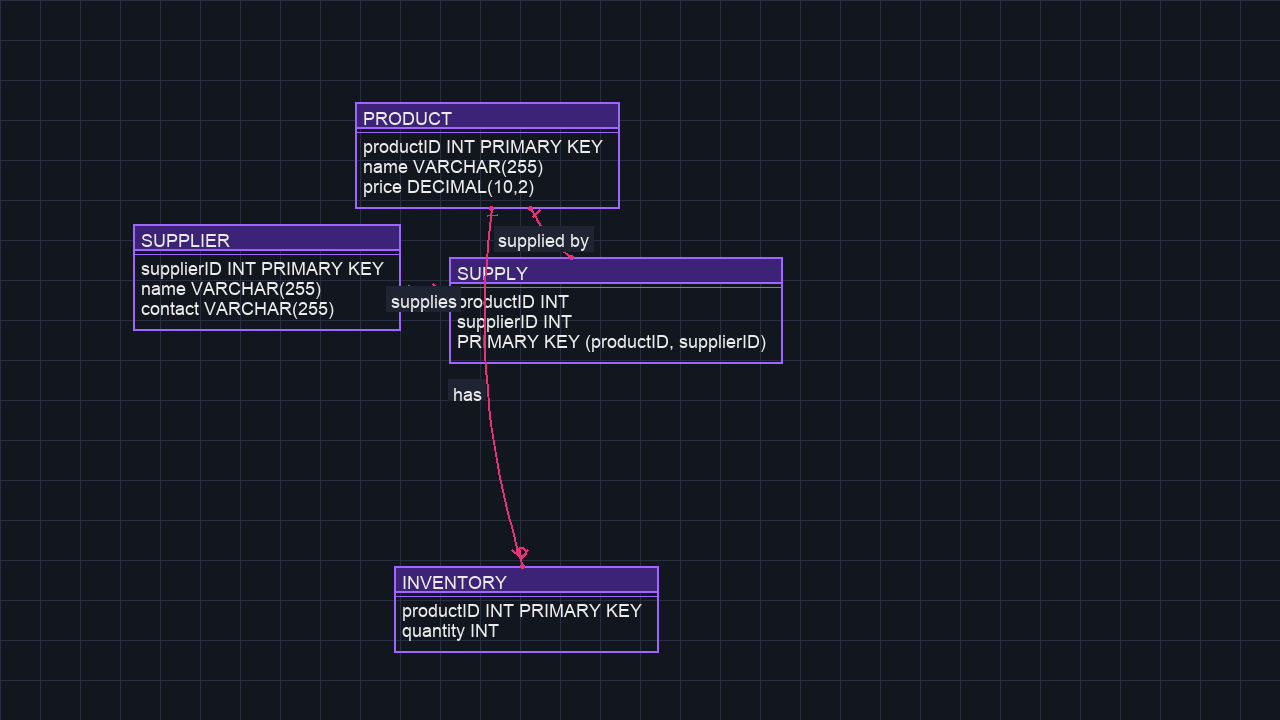 PRODUCT
productID INT PRIMARY KEY
name VARCHAR(255)
price DECIMAL(10,2)
SUPPLIER
supplierID INT PRIMARY KEY
name VARCHAR(255)
contact VARCHAR(255)
supplied by
supplies
SUPPLY
productID INT
supplierID INT
PRIMARY KEY (productID, supplierID)
has
INVENTORY
productID INT PRIMARY KEY
quantity INT